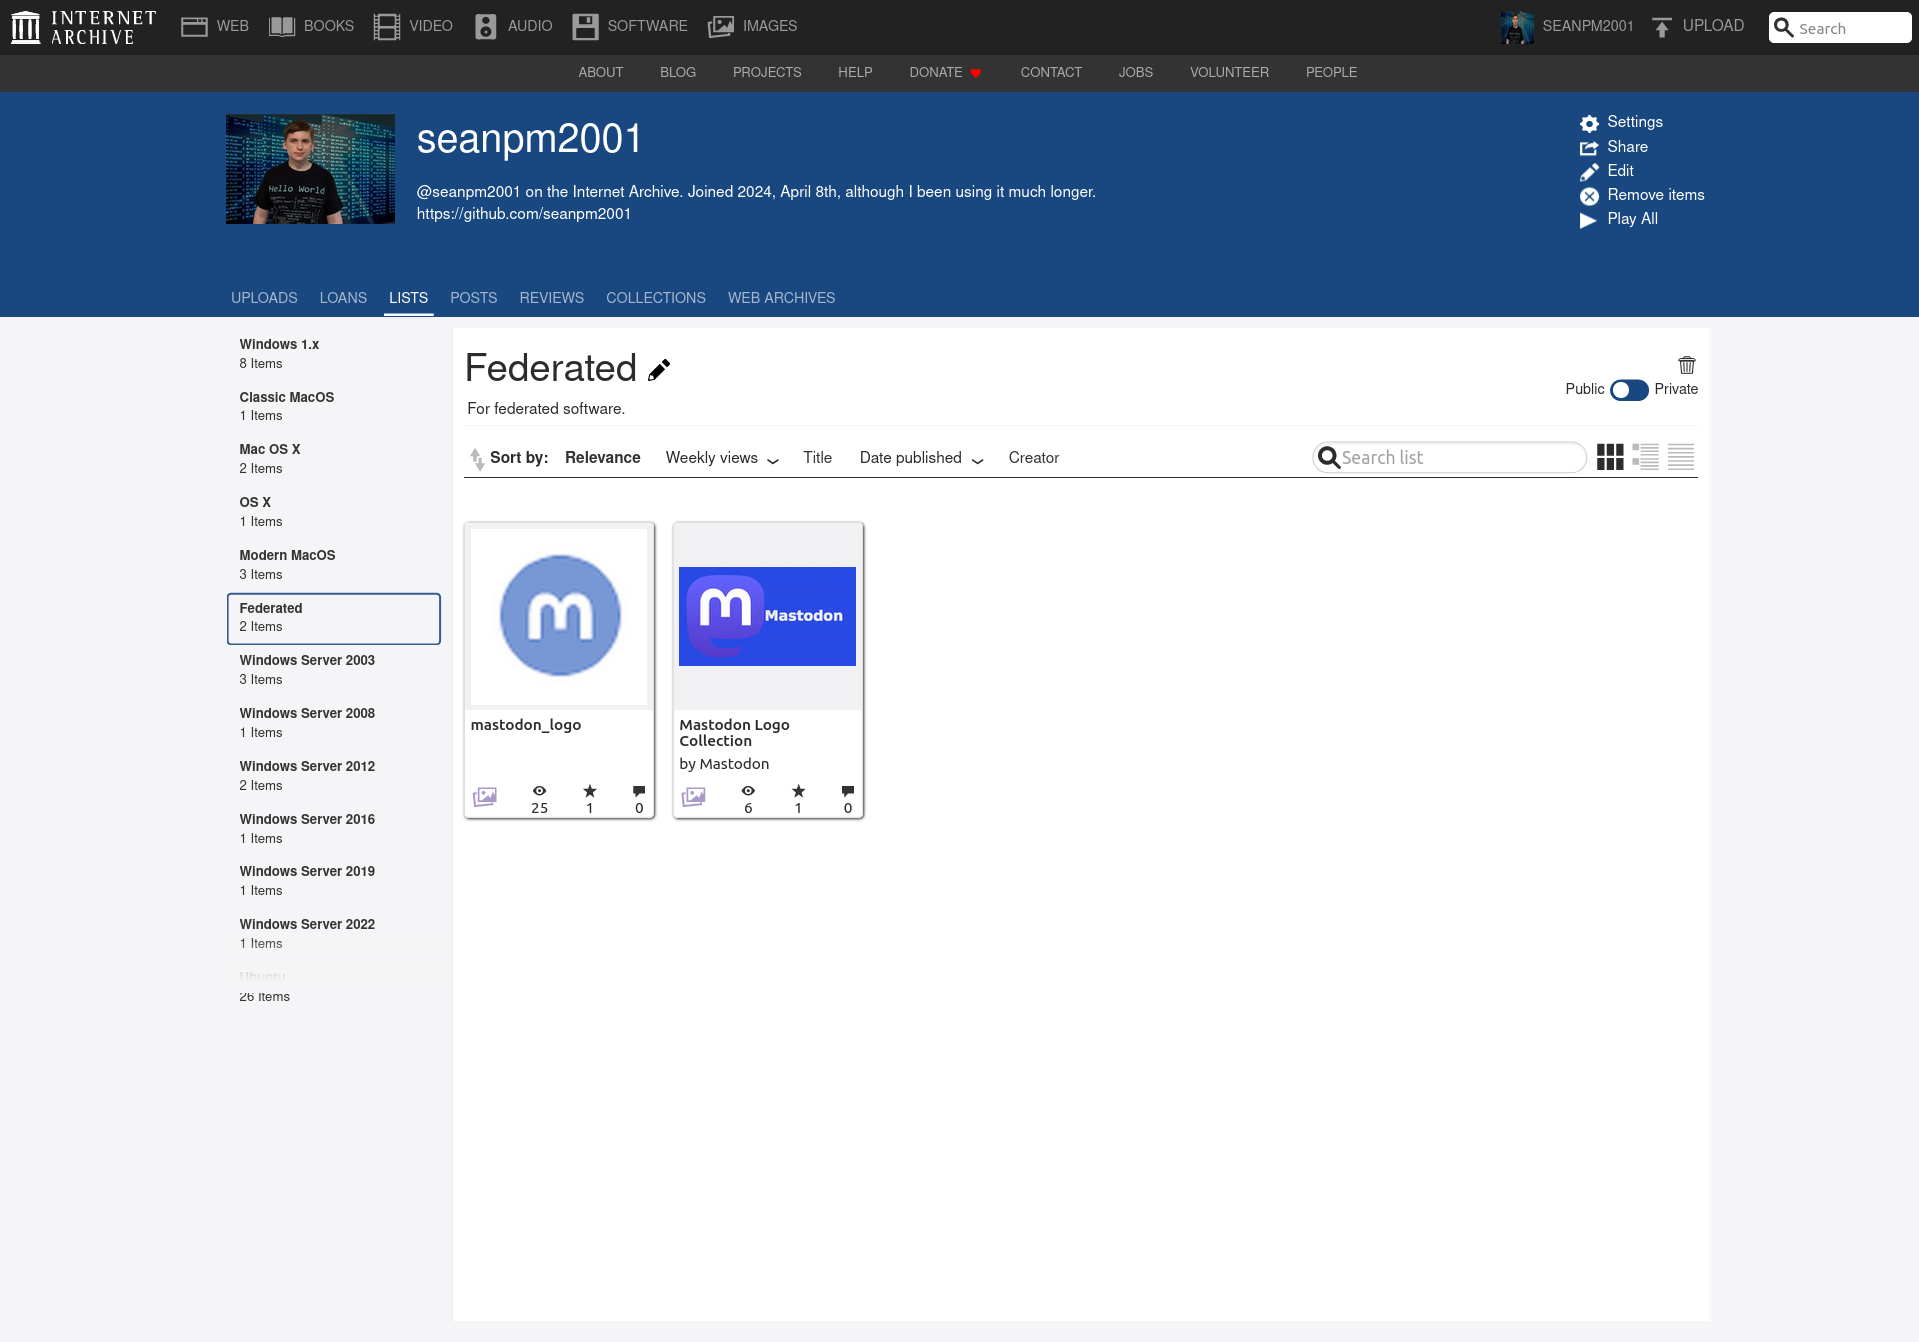 INTERNET
ARCHIVE
WEB
BOOKS
VIDEO
AUDIO
SOFTWARE
IMAGES
SEANPM2001
UPLOAD
Search
ABOUT
BLOG
PROJECTS
HELP
DONATE
CONTACT
JOBS
VOLUNTEER
PEOPLE
Hello World
seanpm2001
@seanpm2001 on the Internet Archive. Joined 2024, April 8th, although I been using it much longer.
https://github.com/seanpm2001
Settings
Share
Edit
Remove items
Play All
UPLOADS
LOANS
LISTS
POSTS
REVIEWS
COLLECTIONS
WEB ARCHIVES
Windows 1.x
8 Items
Classic MacOS
1 Items
Mac OS X
2 Items
OS X
1 Items
Modern MacOS
3 Items
Federated
2 Items
Windows Server 2003
3 Items
Windows Server 2008
1 Items
Windows Server 2012
2 Items
Windows Server 2016
1 Items
Windows Server 2019
1 Items
Windows Server 2022
1 Items
Ubuntu
26 Items
Federated
For federated software.
Public
Private
Sort by:
Relevance
Weekly views
Title
Date published
Creator
Search list
m
mastodon_logo
25
1
0
m
Mastodon
Mastodon Logo
Collection
by Mastodon
6
1
0